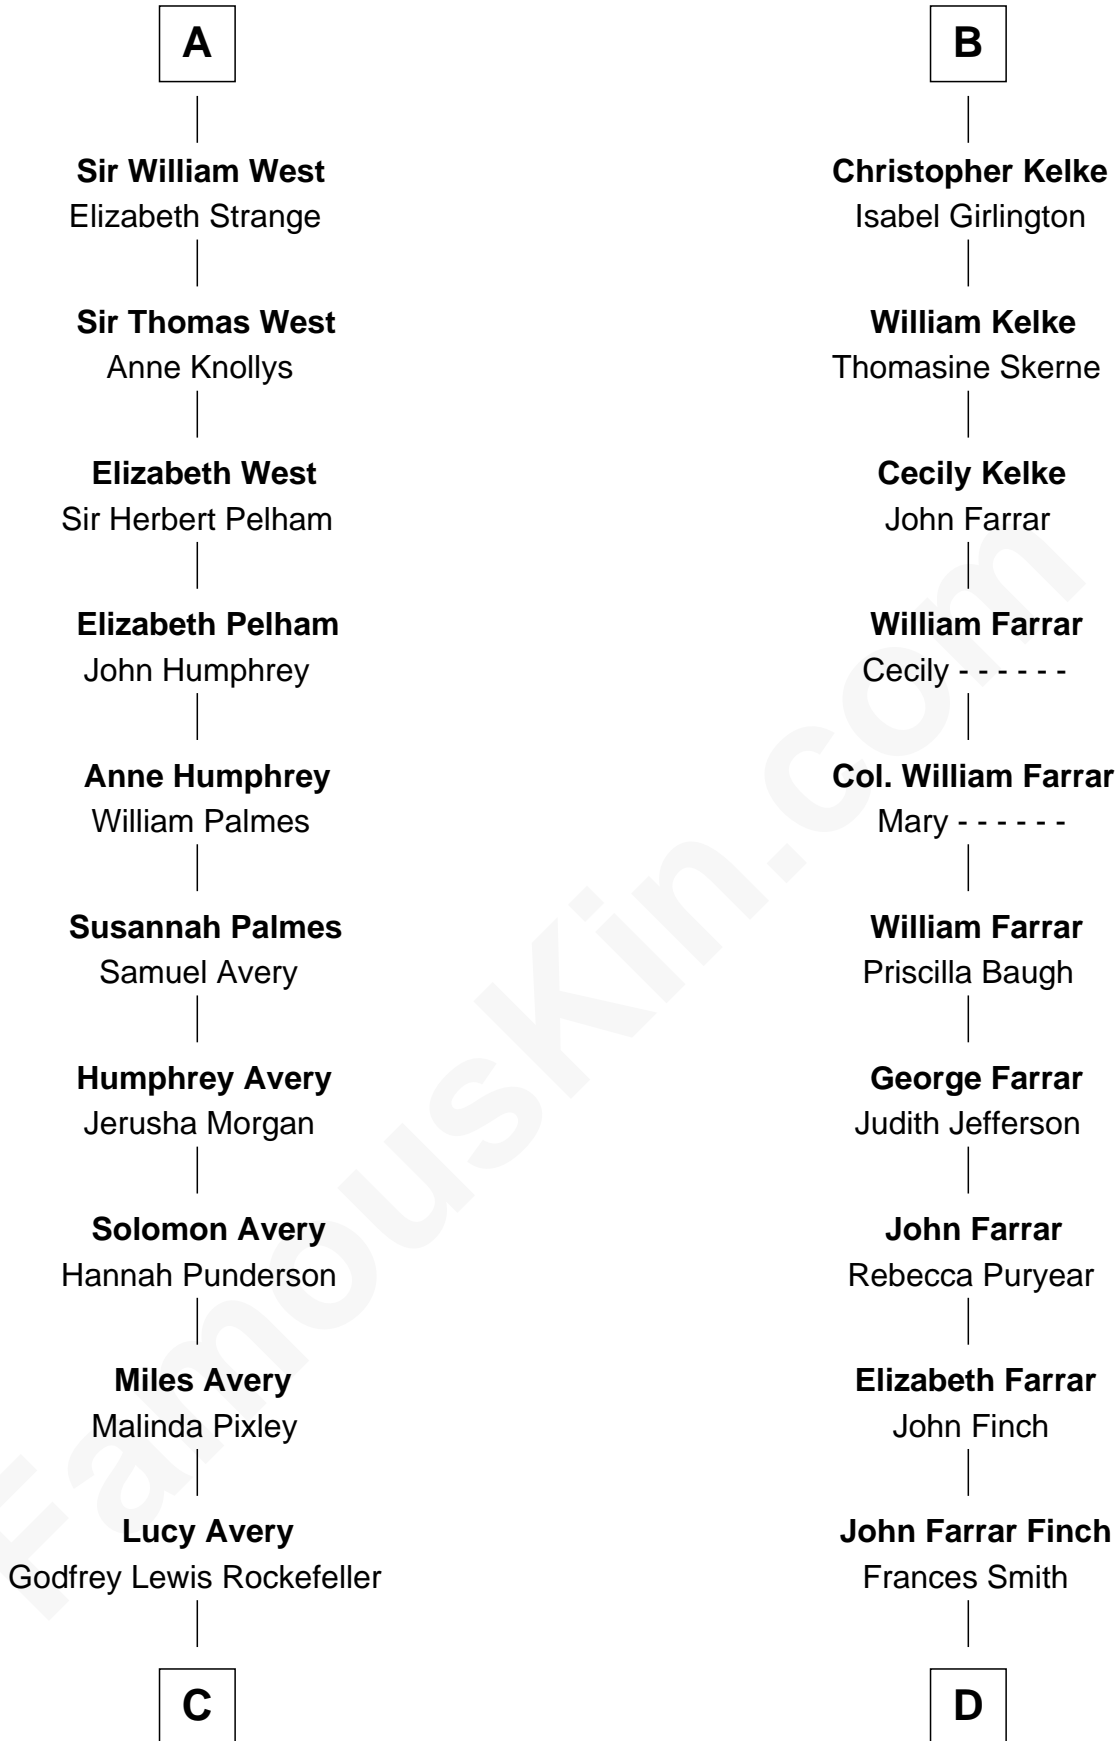 A
Sir William West
Elizabeth Strange
Sir Thomas West
Anne Knollys
Elizabeth West
Sir Herbert Pelham
Elizabeth Pelham
John Humphrey
Anne Humphrey
William Palmes
Susannah Palmes
Samuel Avery
Humphrey Avery
Jerusha Morgan
Solomon Avery
Hannah Punderson
Miles Avery
Malinda Pixley
Lucy Avery
Godfrey Lewis Rockefeller
C
B
Christopher Kelke
Isabel Girlington
William Kelke
Thomasine Skerne
Cecily Kelke
John Farrar
William Farrar
Cecily - - - - - -
Col. William Farrar
Mary - - - - - -
William Farrar
Priscilla Baugh
George Farrar
Judith Jefferson
John Farrar
Rebecca Puryear
Elizabeth Farrar
John Finch
John Farrar Finch
Frances Smith
D
FamousKin.com